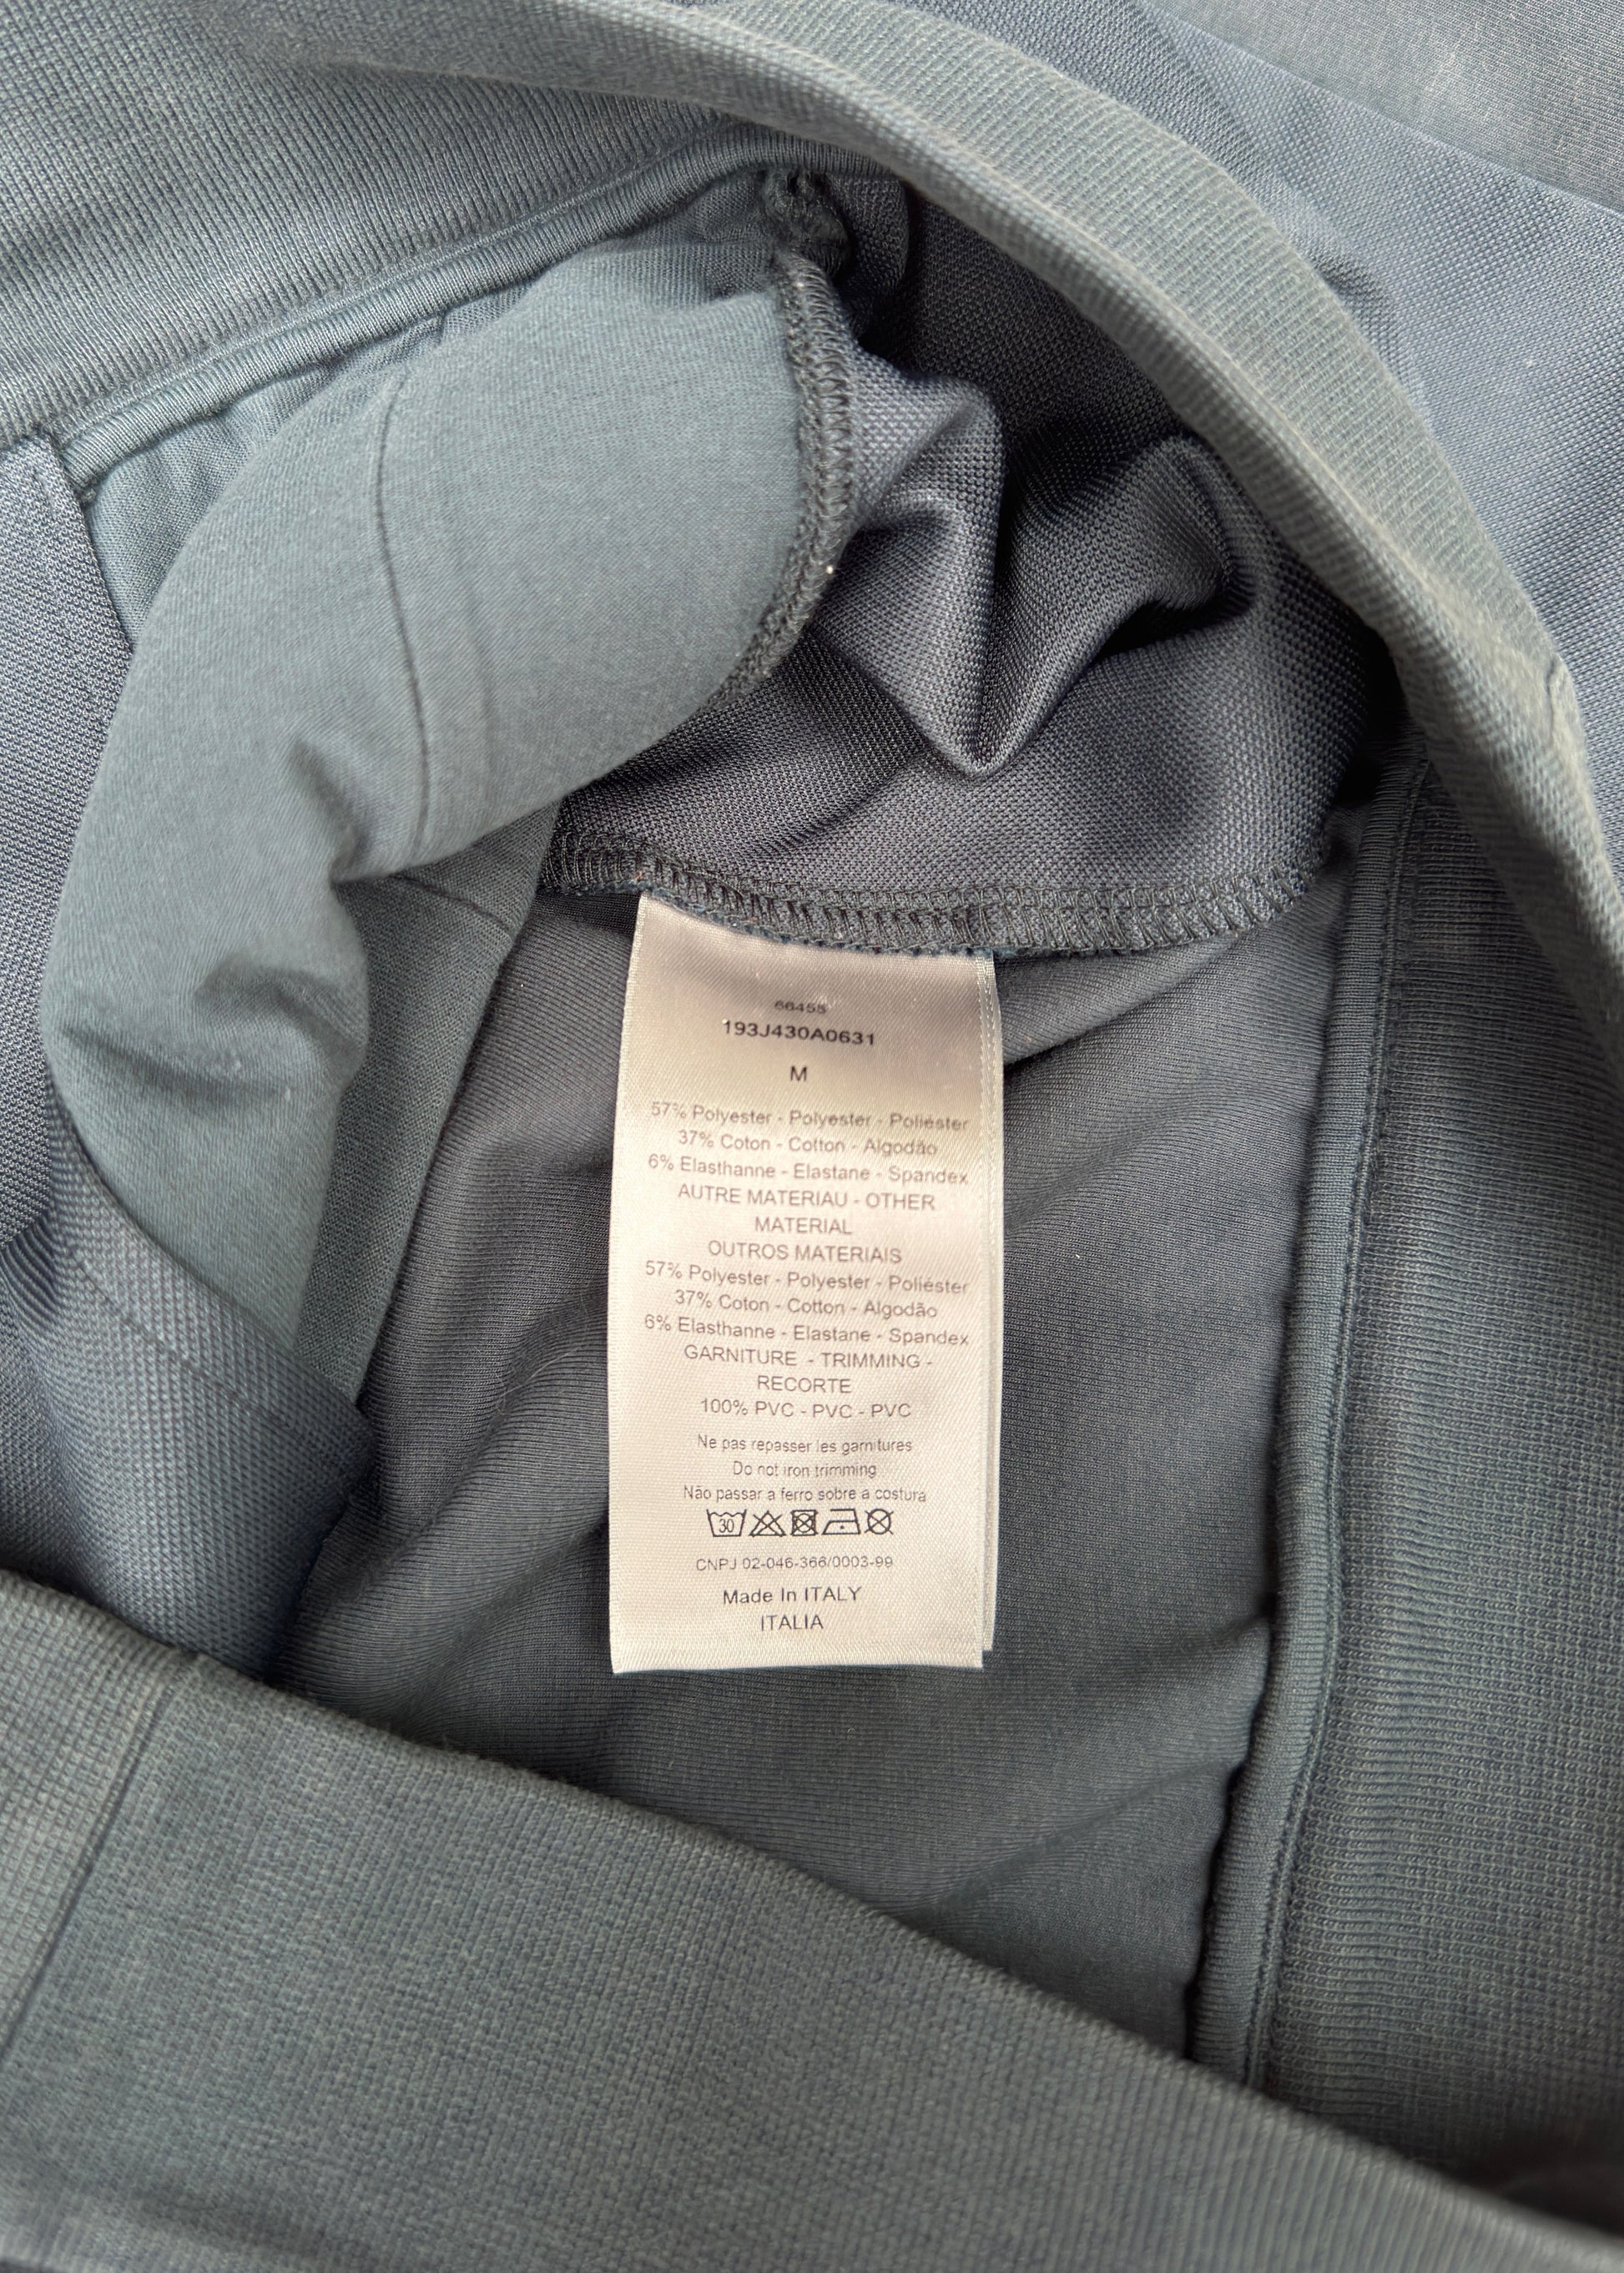 66455
193J430A0631
M
57% Polyester - Polyester - Poliéster
37% Coton - Cotton - Algodão
6% Elasthanne - Elastane - Spandex
AUTRE MATERIAU - OTHER
MATERIAL
OUTROS MATERIAIS
57% Polyester - Polyester - Poliéster
37% Coton - Cotton - Algodão
6% Elasthanne - Elastane - Spandex
GARNITURE - TRIMMING -
RECORTE
100% PVC - PVC - PVC
Ne pas repasser les garnitures
Do not iron trimming
Não passar a ferro sobre a costura
30
CNPJ 02-046-366/0003-99
Made In ITALY
ITALIA